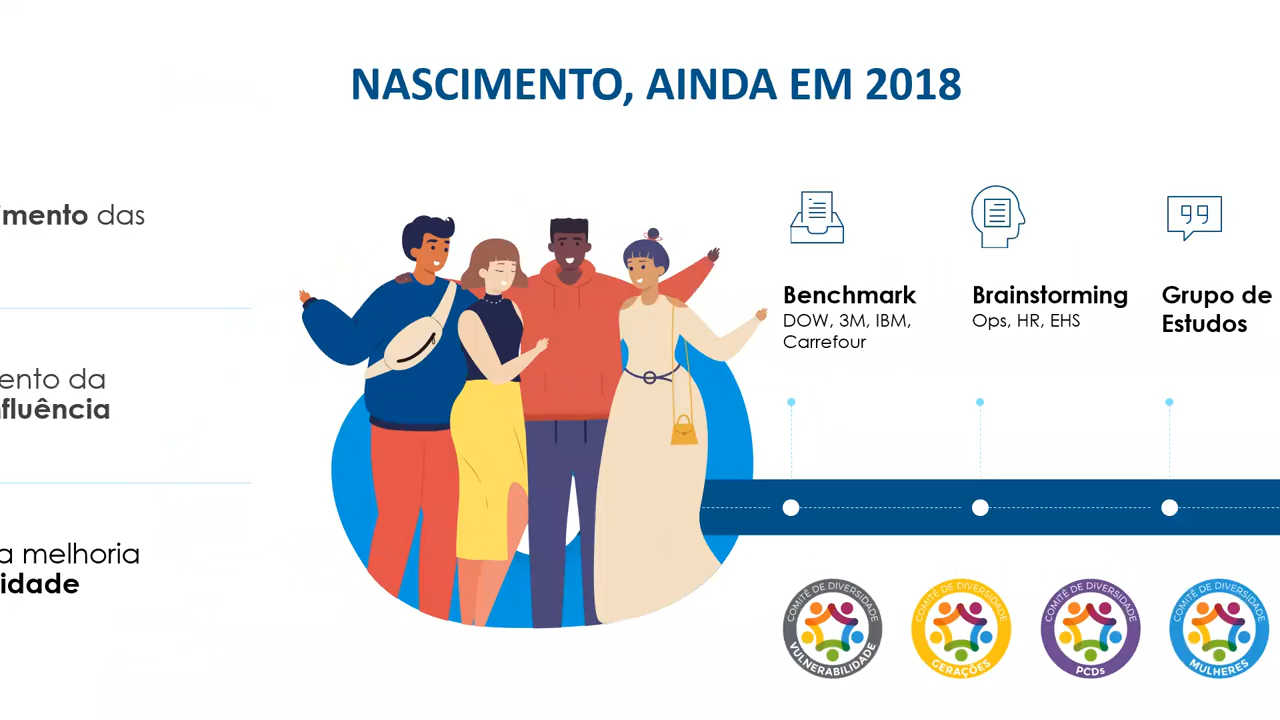 NASCIMENTO, AINDA EM 2018
imento das
ento da
fluência
a melhoria
idade
Benchmark
DOW, 3M, IBM,
Carrefour
Brainstorming
Ops, HR, EHS
Grupo de
Estudos
COMITÊ DE DIVERSIDADE
VULNERABILIDADE
COMITÊ DE DIVERSIDADE
GERAÇÕES
COMITÊ DE DIVERSIDADE
PCDs
COMITÊ DE DIVERSIDADE
MULHERES